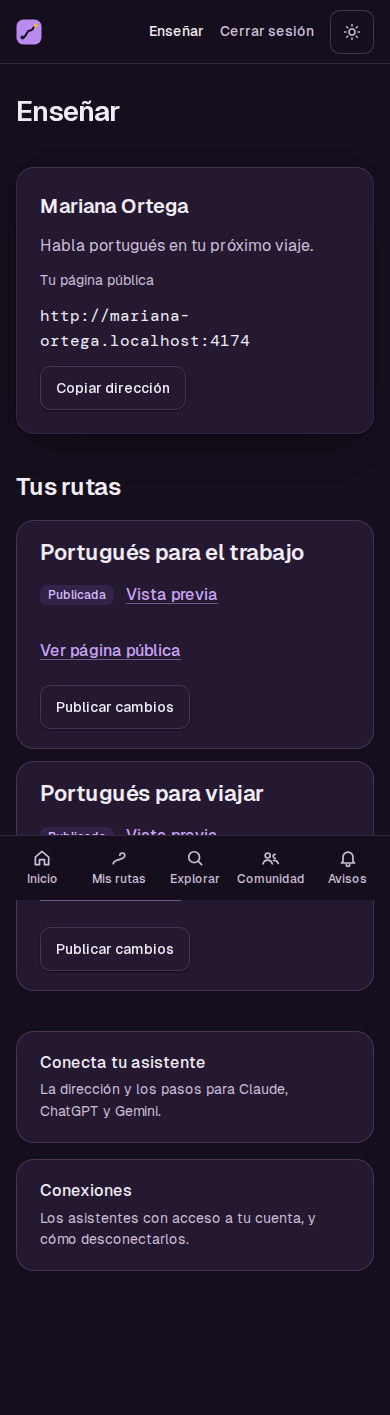 Enseñar
Cerrar sesión
Enseñar
Mariana Ortega
Habla portugués en tu próximo viaje.
Tu página pública
http://mariana-
ortega.localhost:4174
Copiar dirección
Tus rutas
Portugués para el trabajo
Publicada
Vista previa
Ver página pública
Publicar cambios
Portugués para viajar
Publicada
Vista previa
Inicio
Mis rutas
Explorar
Comunidad
Avisos
Publicar cambios
Conecta tu asistente
La dirección y los pasos para Claude,
ChatGPT y Gemini.
Conexiones
Los asistentes con acceso a tu cuenta, y
cómo desconectarlos.